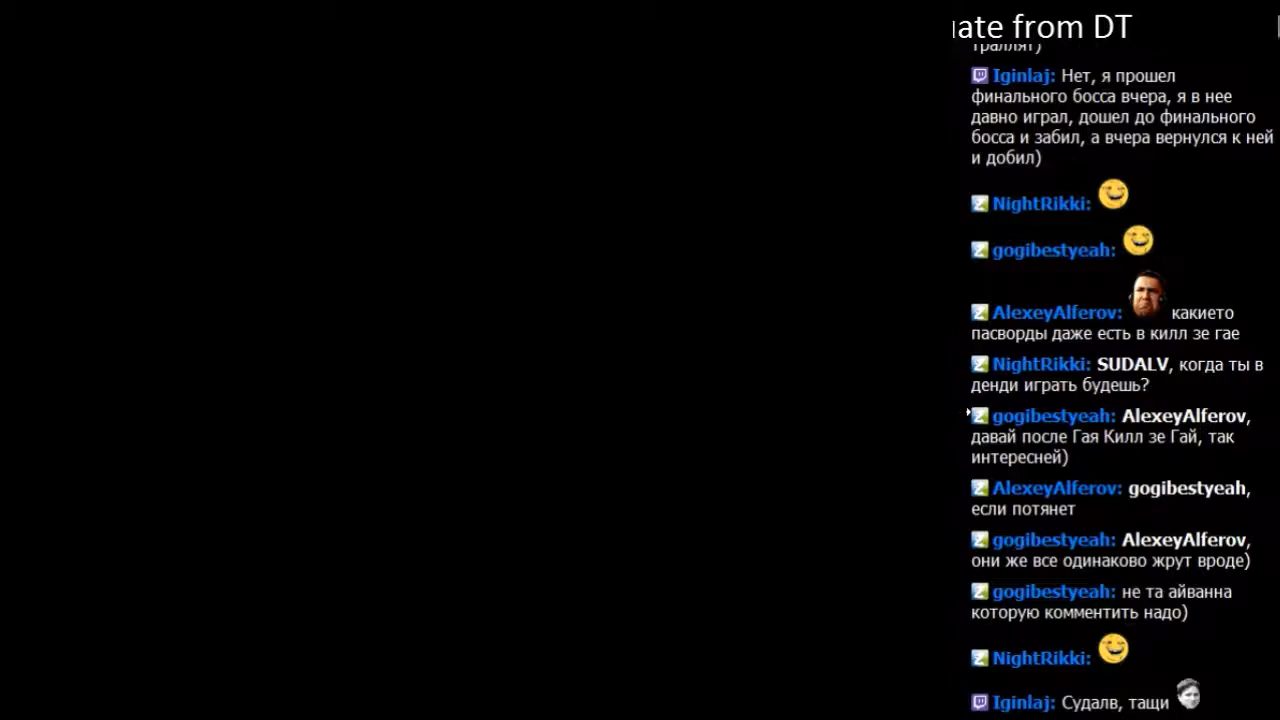 ate from DT
траллят)
Iginlaj: Нет, я прошел
финального босса вчера, я в нее
давно играл, дошел до финального
босса и забил, а вчера вернулся к ней
и добил)
NightRikki:
gogibestyeah:
AlexeyAlferov: какието
пасворды даже есть в килл зе гае
NightRikki: SUDALV, когда ты в
денди играть будешь?
gogibestyeah: AlexeyAlferov,
давай после Гая Килл зе Гай, так
интересней)
AlexeyAlferov: gogibestyeah,
если потянет
gogibestyeah: AlexeyAlferov,
они же все одинаково жрут вроде)
gogibestyeah: не та айванна
которую комментить надо)
NightRikki:
Iginlaj: Судалв, тащи